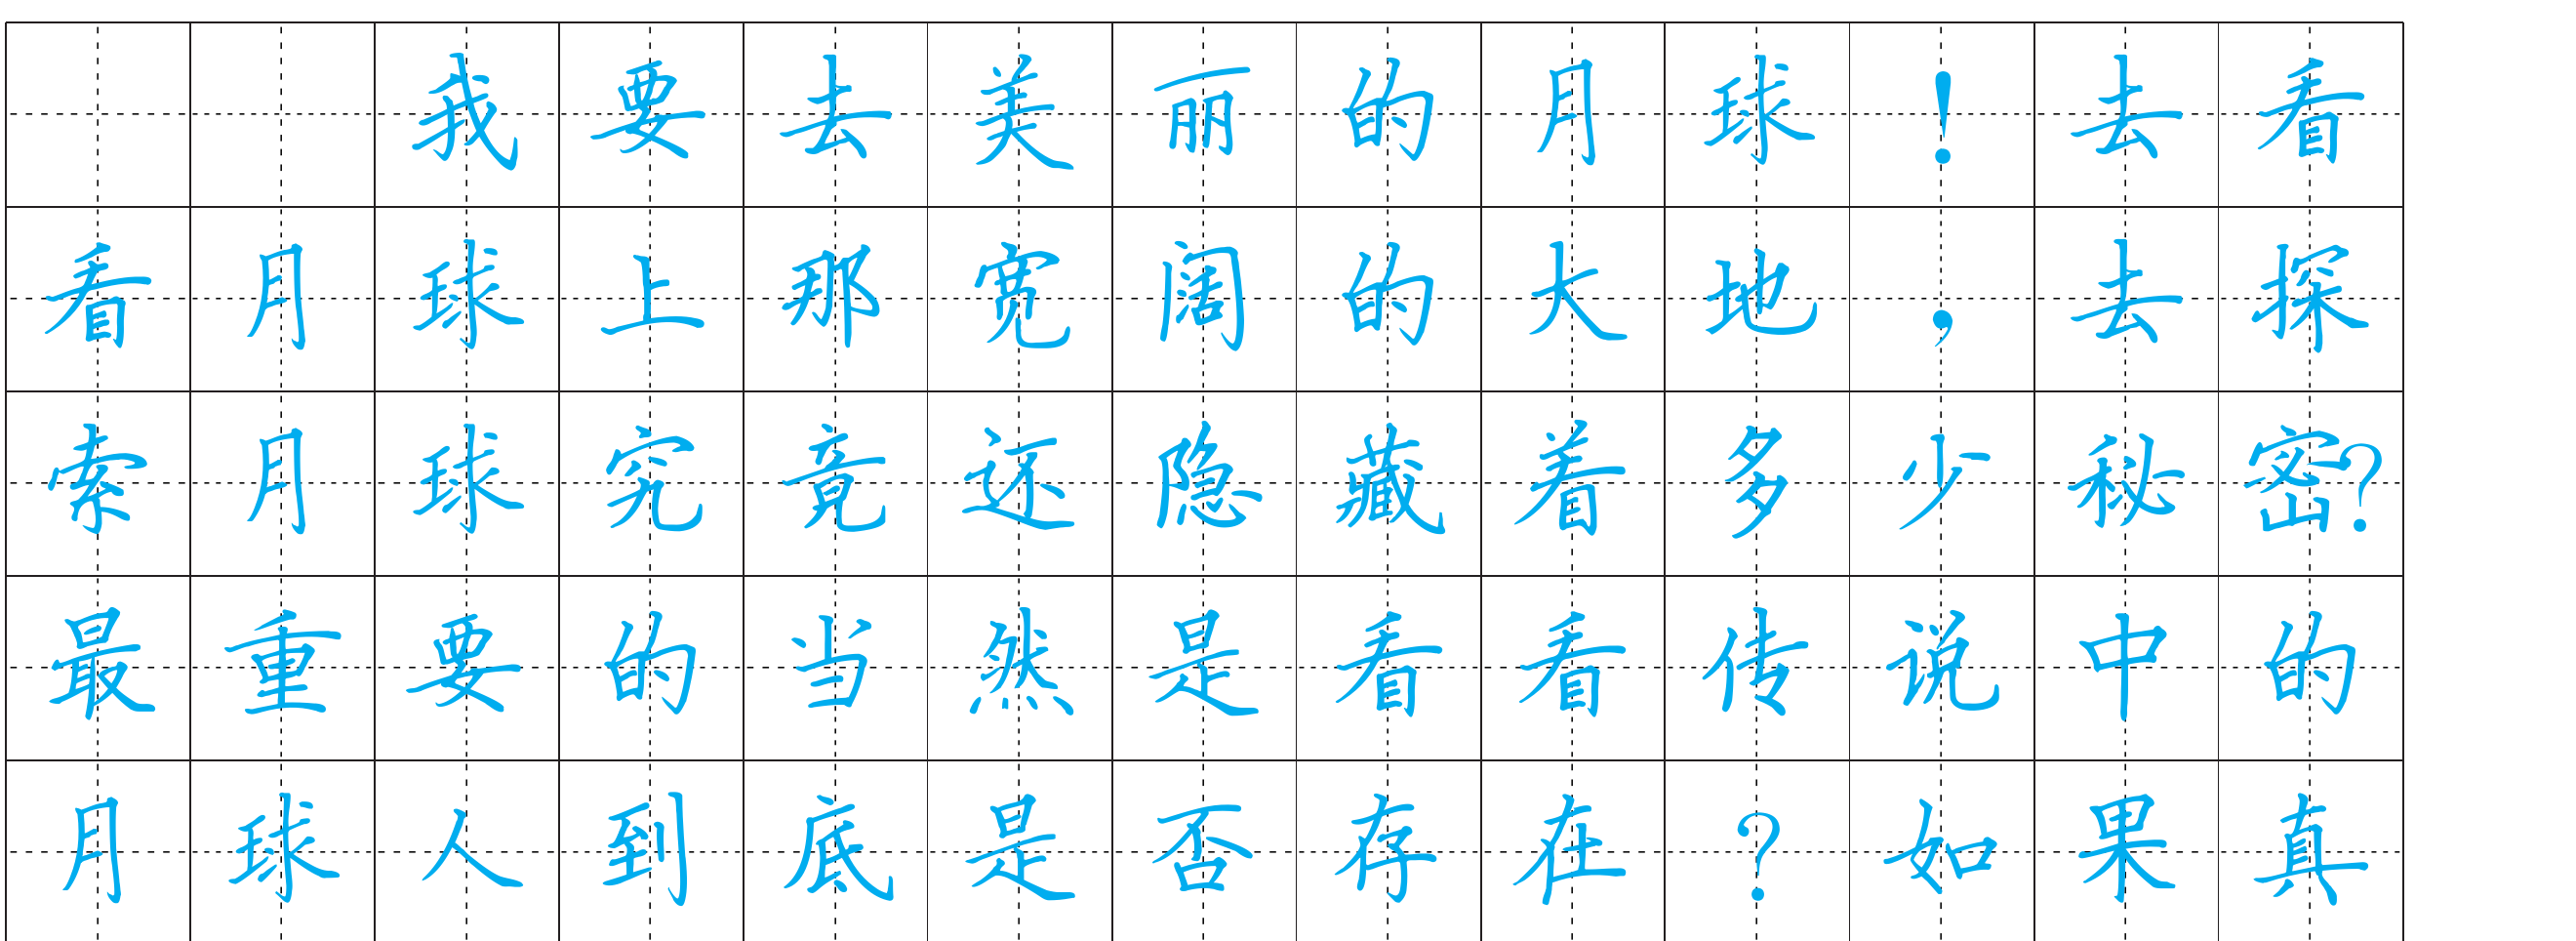 我要去美丽的月球！去看
看月球上那宽阔的大地，去探
索月球究竟还隐藏着多少秘密?
最重要的当然是看看传说中的
月球人到底是否存在?如果真